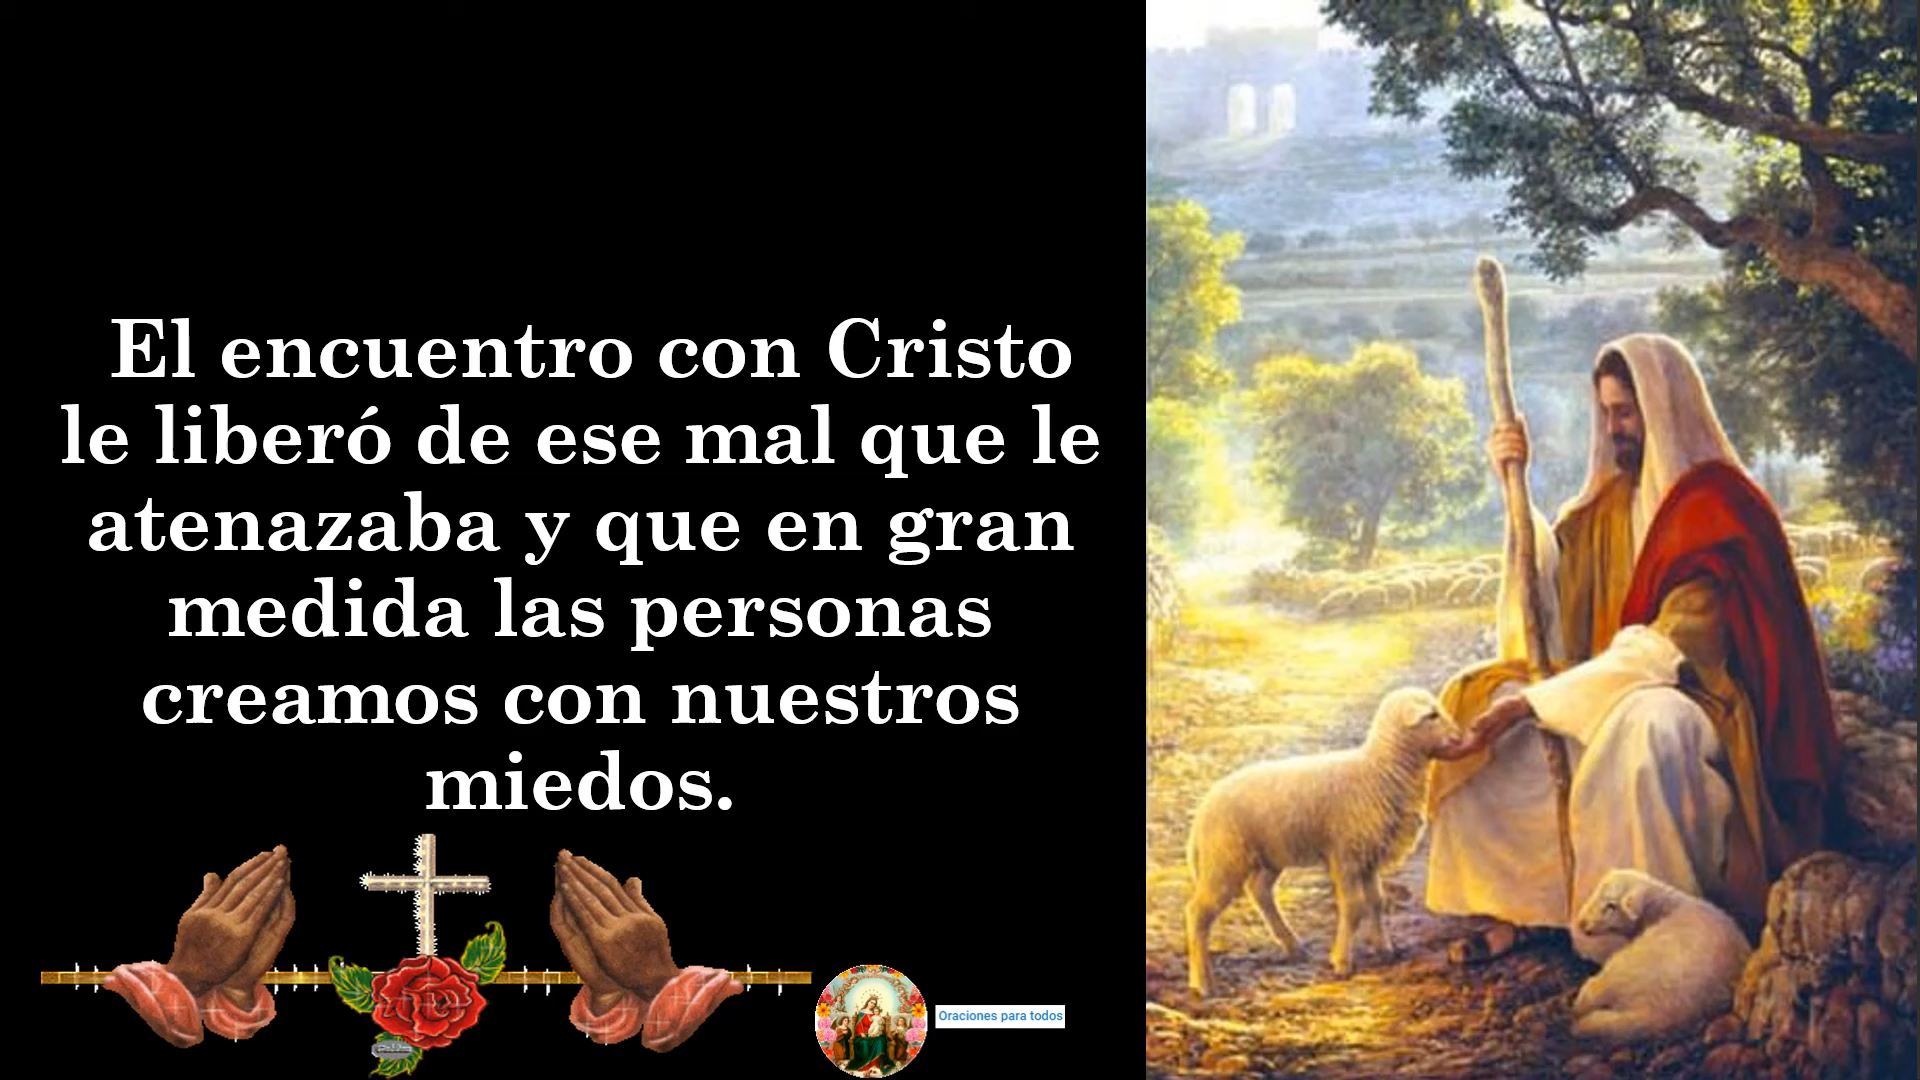 El encuentro con Cristo
le liberó de ese mal que le
atenazaba y que en gran
medida las personas
creamos con nuestros
miedos.
Oraciones para todos